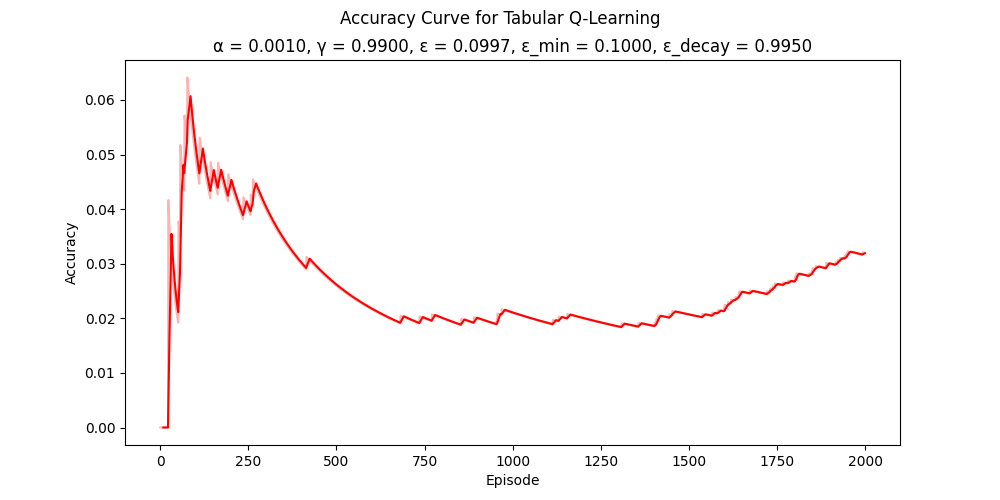 Accuracy Curve for Tabular Q-Learning
α = 0.0010, γ = 0.9900, ε = 0.0997, ε_min = 0.1000, ε_decay = 0.9950
Accuracy
0.06
0.05
0.04
0.03
0.02
0.01
0.00
0 250 500 750 1000 1250 1500 1750 2000
Episode